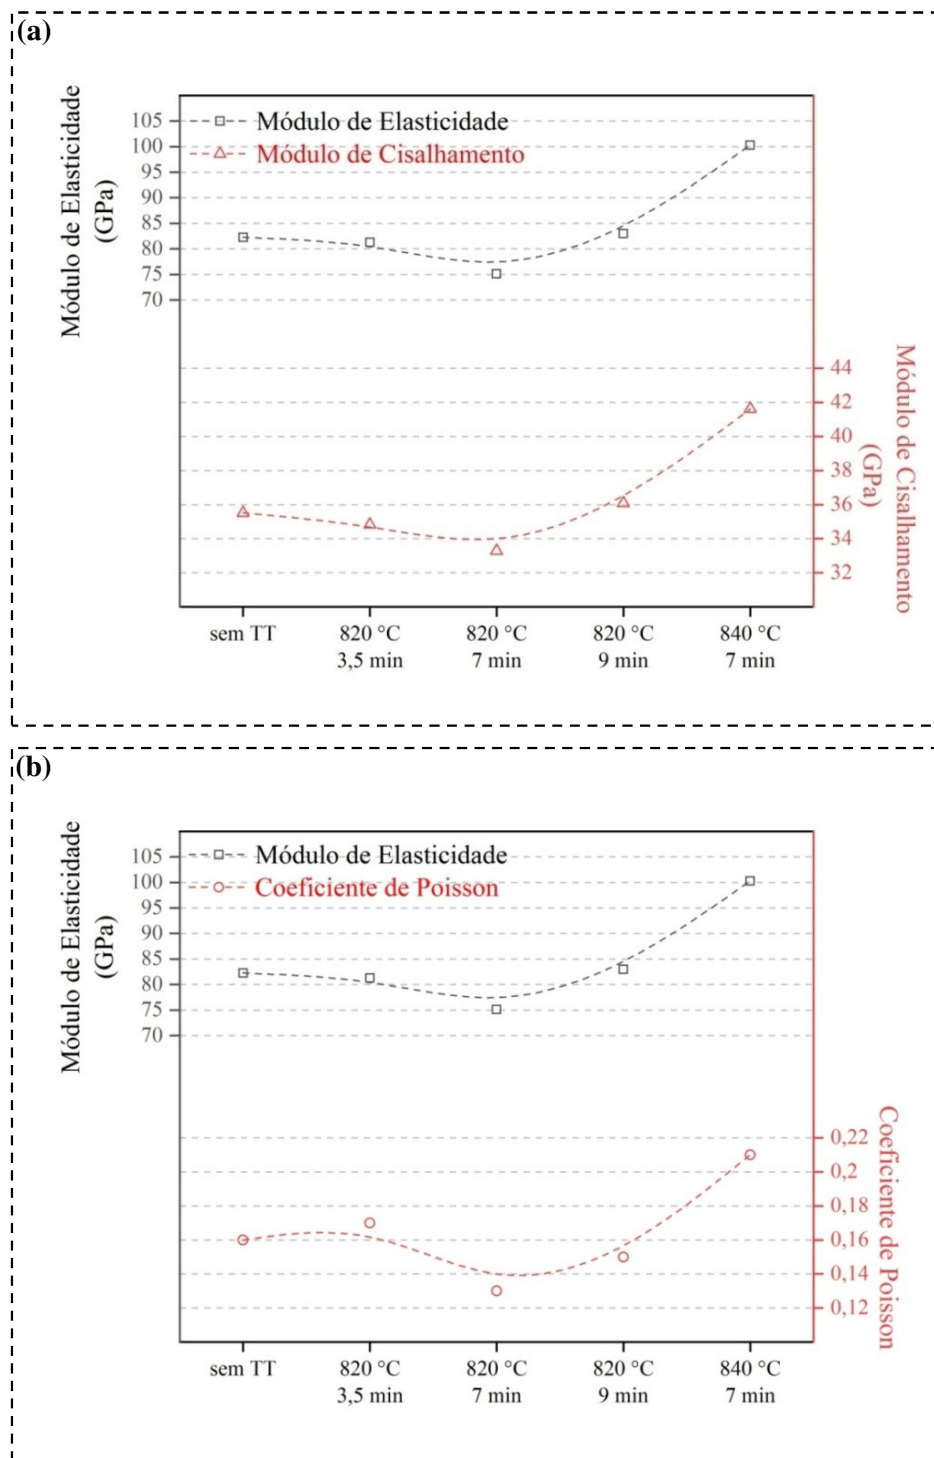 (a)
Módulo de Elasticidade
(GPa)
105
100
95
90
85
80
75
70
Módulo de Elasticidade
Módulo de Cisalhamento
44
42
40
38
36
34
32
Módulo de Cisalhamento
(GPa)
sem TT
820 °C
3,5 min
820 °C
7 min
820 °C
9 min
840 °C
7 min
(b)
Módulo de Elasticidade
(GPa)
105
100
95
90
85
80
75
70
Módulo de Elasticidade
Coeficiente de Poisson
0,22
0,2
0,18
0,16
0,14
0,12
Coeficiente de Poisson
sem TT
820 °C
3,5 min
820 °C
7 min
820 °C
9 min
840 °C
7 min